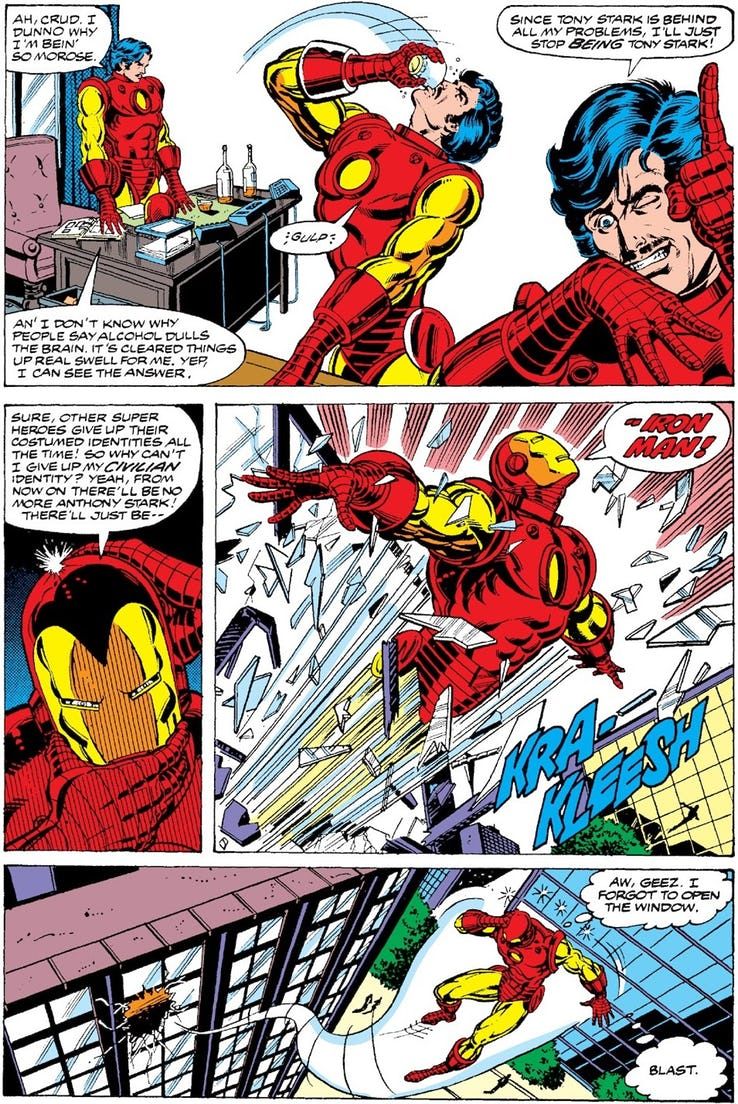 AH, CRUD. I
DUNNO WHY
I'M BEIN'
SO MOROSE.
AN' I DON'T KNOW WHY
PEOPLE SAY ALCOHOL DULLS
THE BRAIN. IT'S CLEARED THINGS
UP REAL SWELL FOR ME. YEP,
I CAN SEE THE ANSWER.
:GULP:
SINCE TONY STARK IS BEHIND
ALL MY PROBLEMS, I'LL JUST
STOP BEING TONY STARK!
SURE, OTHER SUPER
HEROES GIVE UP THEIR
COSTUMED IDENTITIES ALL
THE TIME! SO WHY CAN'T
I GIVE UP MY CIVILIAN
IDENTITY? YEAH, FROM
NOW ON THERE'LL BE NO
MORE ANTHONY STARK!
THERE'LL JUST BE--
--IRON
MAN!
KRA-
KLEESH
AW, GEEZ. I
FORGOT TO OPEN
THE WINDOW.
BLAST.